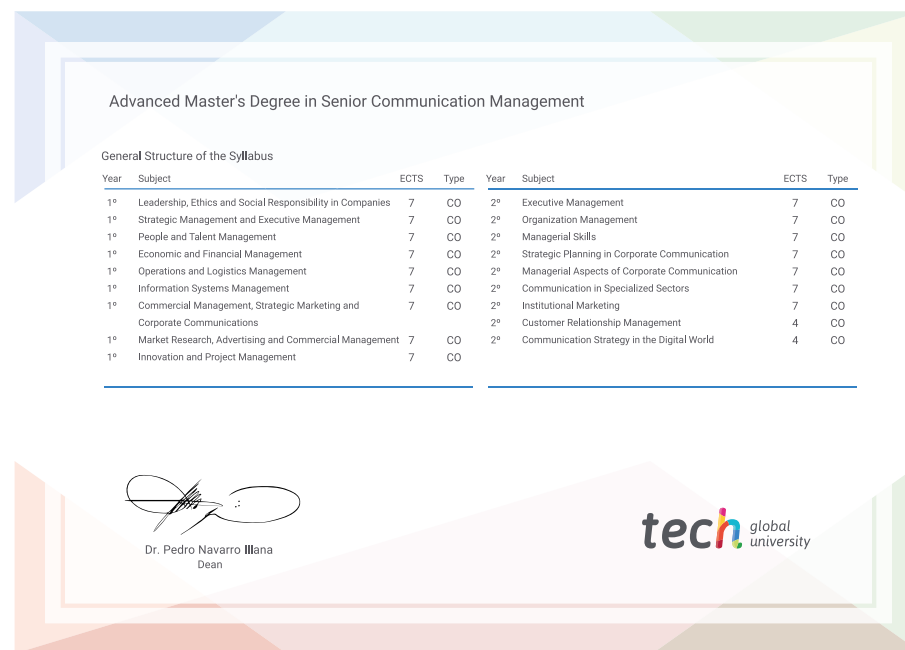 Advanced Master's Degree in Senior Communication Management
General Structure of the Syllabus
Year Subject ECTS Type
1º Leadership, Ethics and Social Responsibility in Companies 7 CO
1º Strategic Management and Executive Management 7 CO
1º People and Talent Management 7 CO
1º Economic and Financial Management 7 CO
1º Operations and Logistics Management 7 CO
1º Information Systems Management 7 CO
1º Commercial Management, Strategic Marketing and 7 CO
Corporate Communications
1º Market Research, Advertising and Commercial Management 7 CO
1º Innovation and Project Management 7 CO
Year Subject ECTS Type
2º Executive Management 7 CO
2º Organization Management 7 CO
2º Managerial Skills 7 CO
2º Strategic Planning in Corporate Communication 7 CO
2º Managerial Aspects of Corporate Communication 7 CO
2º Communication in Specialized Sectors 7 CO
2º Institutional Marketing 7 CO
2º Customer Relationship Management 4 CO
2º Communication Strategy in the Digital World 4 CO
Dr. Pedro Navarro Illana
Dean
tech global
university